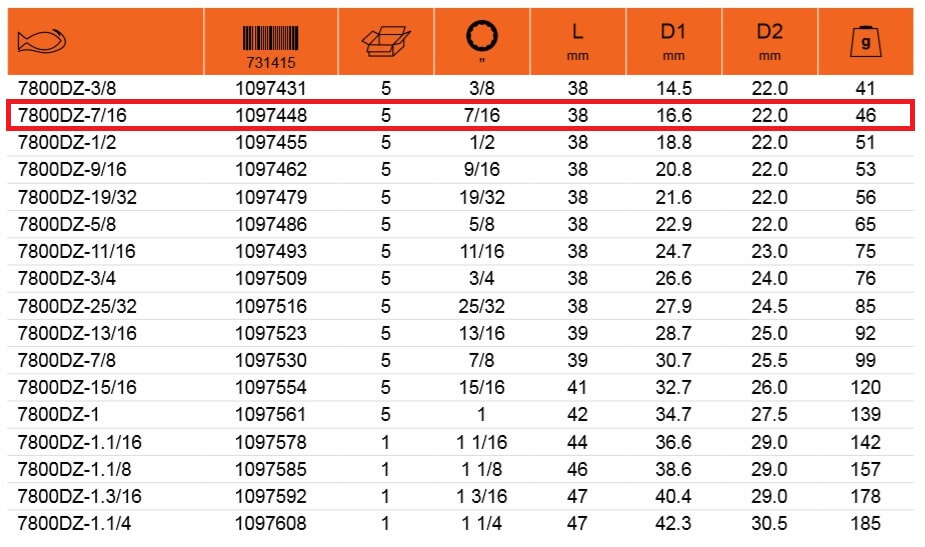 731415 " L mm D1 mm D2 mm g
7800DZ-3/8 1097431 5 3/8 38 14.5 22.0 41
7800DZ-7/16 1097448 5 7/16 38 16.6 22.0 46
7800DZ-1/2 1097455 5 1/2 38 18.8 22.0 51
7800DZ-9/16 1097462 5 9/16 38 20.8 22.0 53
7800DZ-19/32 1097479 5 19/32 38 21.6 22.0 56
7800DZ-5/8 1097486 5 5/8 38 22.9 22.0 65
7800DZ-11/16 1097493 5 11/16 38 24.7 23.0 75
7800DZ-3/4 1097509 5 3/4 38 26.6 24.0 76
7800DZ-25/32 1097516 5 25/32 38 27.9 24.5 85
7800DZ-13/16 1097523 5 13/16 39 28.7 25.0 92
7800DZ-7/8 1097530 5 7/8 39 30.7 25.5 99
7800DZ-15/16 1097554 5 15/16 41 32.7 26.0 120
7800DZ-1 1097561 5 1 42 34.7 27.5 139
7800DZ-1.1/16 1097578 1 1 1/16 44 36.6 29.0 142
7800DZ-1.1/8 1097585 1 1 1/8 46 38.6 29.0 157
7800DZ-1.3/16 1097592 1 1 3/16 47 40.4 29.0 178
7800DZ-1.1/4 1097608 1 1 1/4 47 42.3 30.5 185